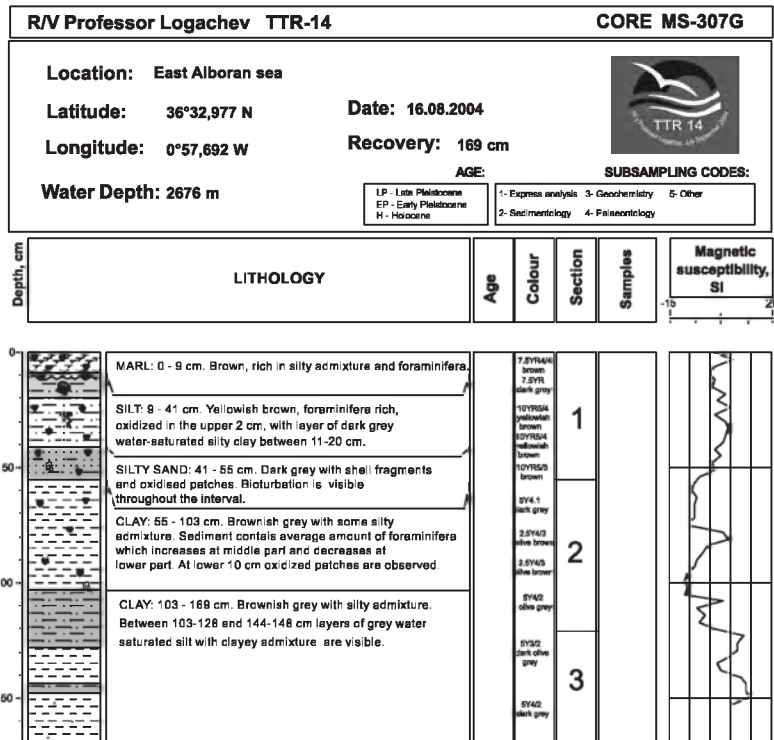 R/V Professor Logachev TTR-14
CORE MS-307G
Location: East Alboran sea
Latitude: 36°32,977 N
Longitude: 0°57,692 W
Water Depth: 2676 m
Date: 16.08.2004
Recovery: 169 cm
TTR 14
AGE:
LP - Late Pleistocene
EP - Early Pleistocene
H - Holocene
SUBSAMPLING CODES:
1- Express analysis 3- Geochemistry 5- Other
2- Sedimentology 4- Palaeontology
Depth, cm
LITHOLOGY
Age
Colour
Section
Samples
Magnetic
susceptibility,
SI
-15
0
50
50
MARL: 0 - 9 cm. Brown, rich in silty admixture and foraminifera.
SILT: 9 - 41 cm. Yellowish brown, foraminifera rich,
oxidized in the upper 2 cm, with layer of dark grey
water-saturated silty clay between 11-20 cm.
SILTY SAND: 41 - 55 cm. Dark grey with shell fragments
and oxidised patches. Bioturbation is visible
throughout the interval.
CLAY: 55 - 103 cm. Brownish grey with some silty
admixture. Sediment contais average amount of foraminifera
which increases at middle part and decreases at
lower part. At lower 10 cm oxidized patches are observed.
CLAY: 103 - 169 cm. Brownish grey with silty admixture.
Between 103-128 and 144-148 cm layers of grey water
saturated silt with clayey admixture are visible.
7.5YR4/4
brown
7.5YR
dark grey
10YR5/4
yellowish
brown
10YR5/4
yellowish
brown
10YR5/3
brown
5Y4.1
dark grey
2.5Y4/3
olive brown
2.5Y4/3
olive brown
5Y4/2
olive grey
5Y3/2
dark olive
grey
5Y4/2
dark grey
1
2
3